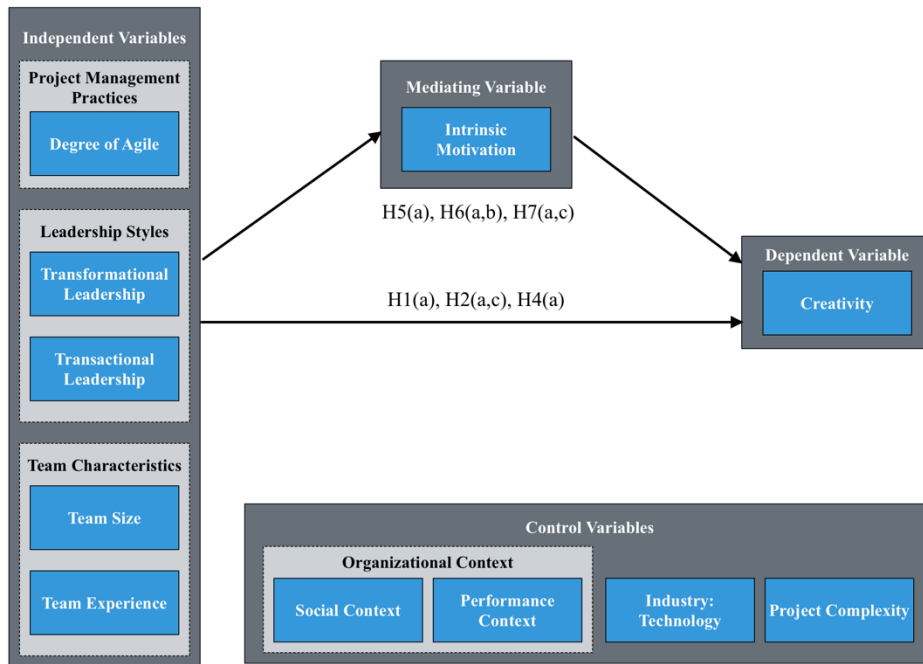 Independent Variables
Project Management
Practices
Degree of Agile
Leadership Styles
Transformational
Leadership
Transactional
Leadership
Team Characteristics
Team Size
Team Experience
Mediating Variable
Intrinsic
Motivation
H5(a), H6(a,b), H7(a,c)
H1(a), H2(a,c), H4(a)
Dependent Variable
Creativity
Control Variables
Organizational Context
Social Context
Performance
Context
Industry:
Technology
Project Complexity